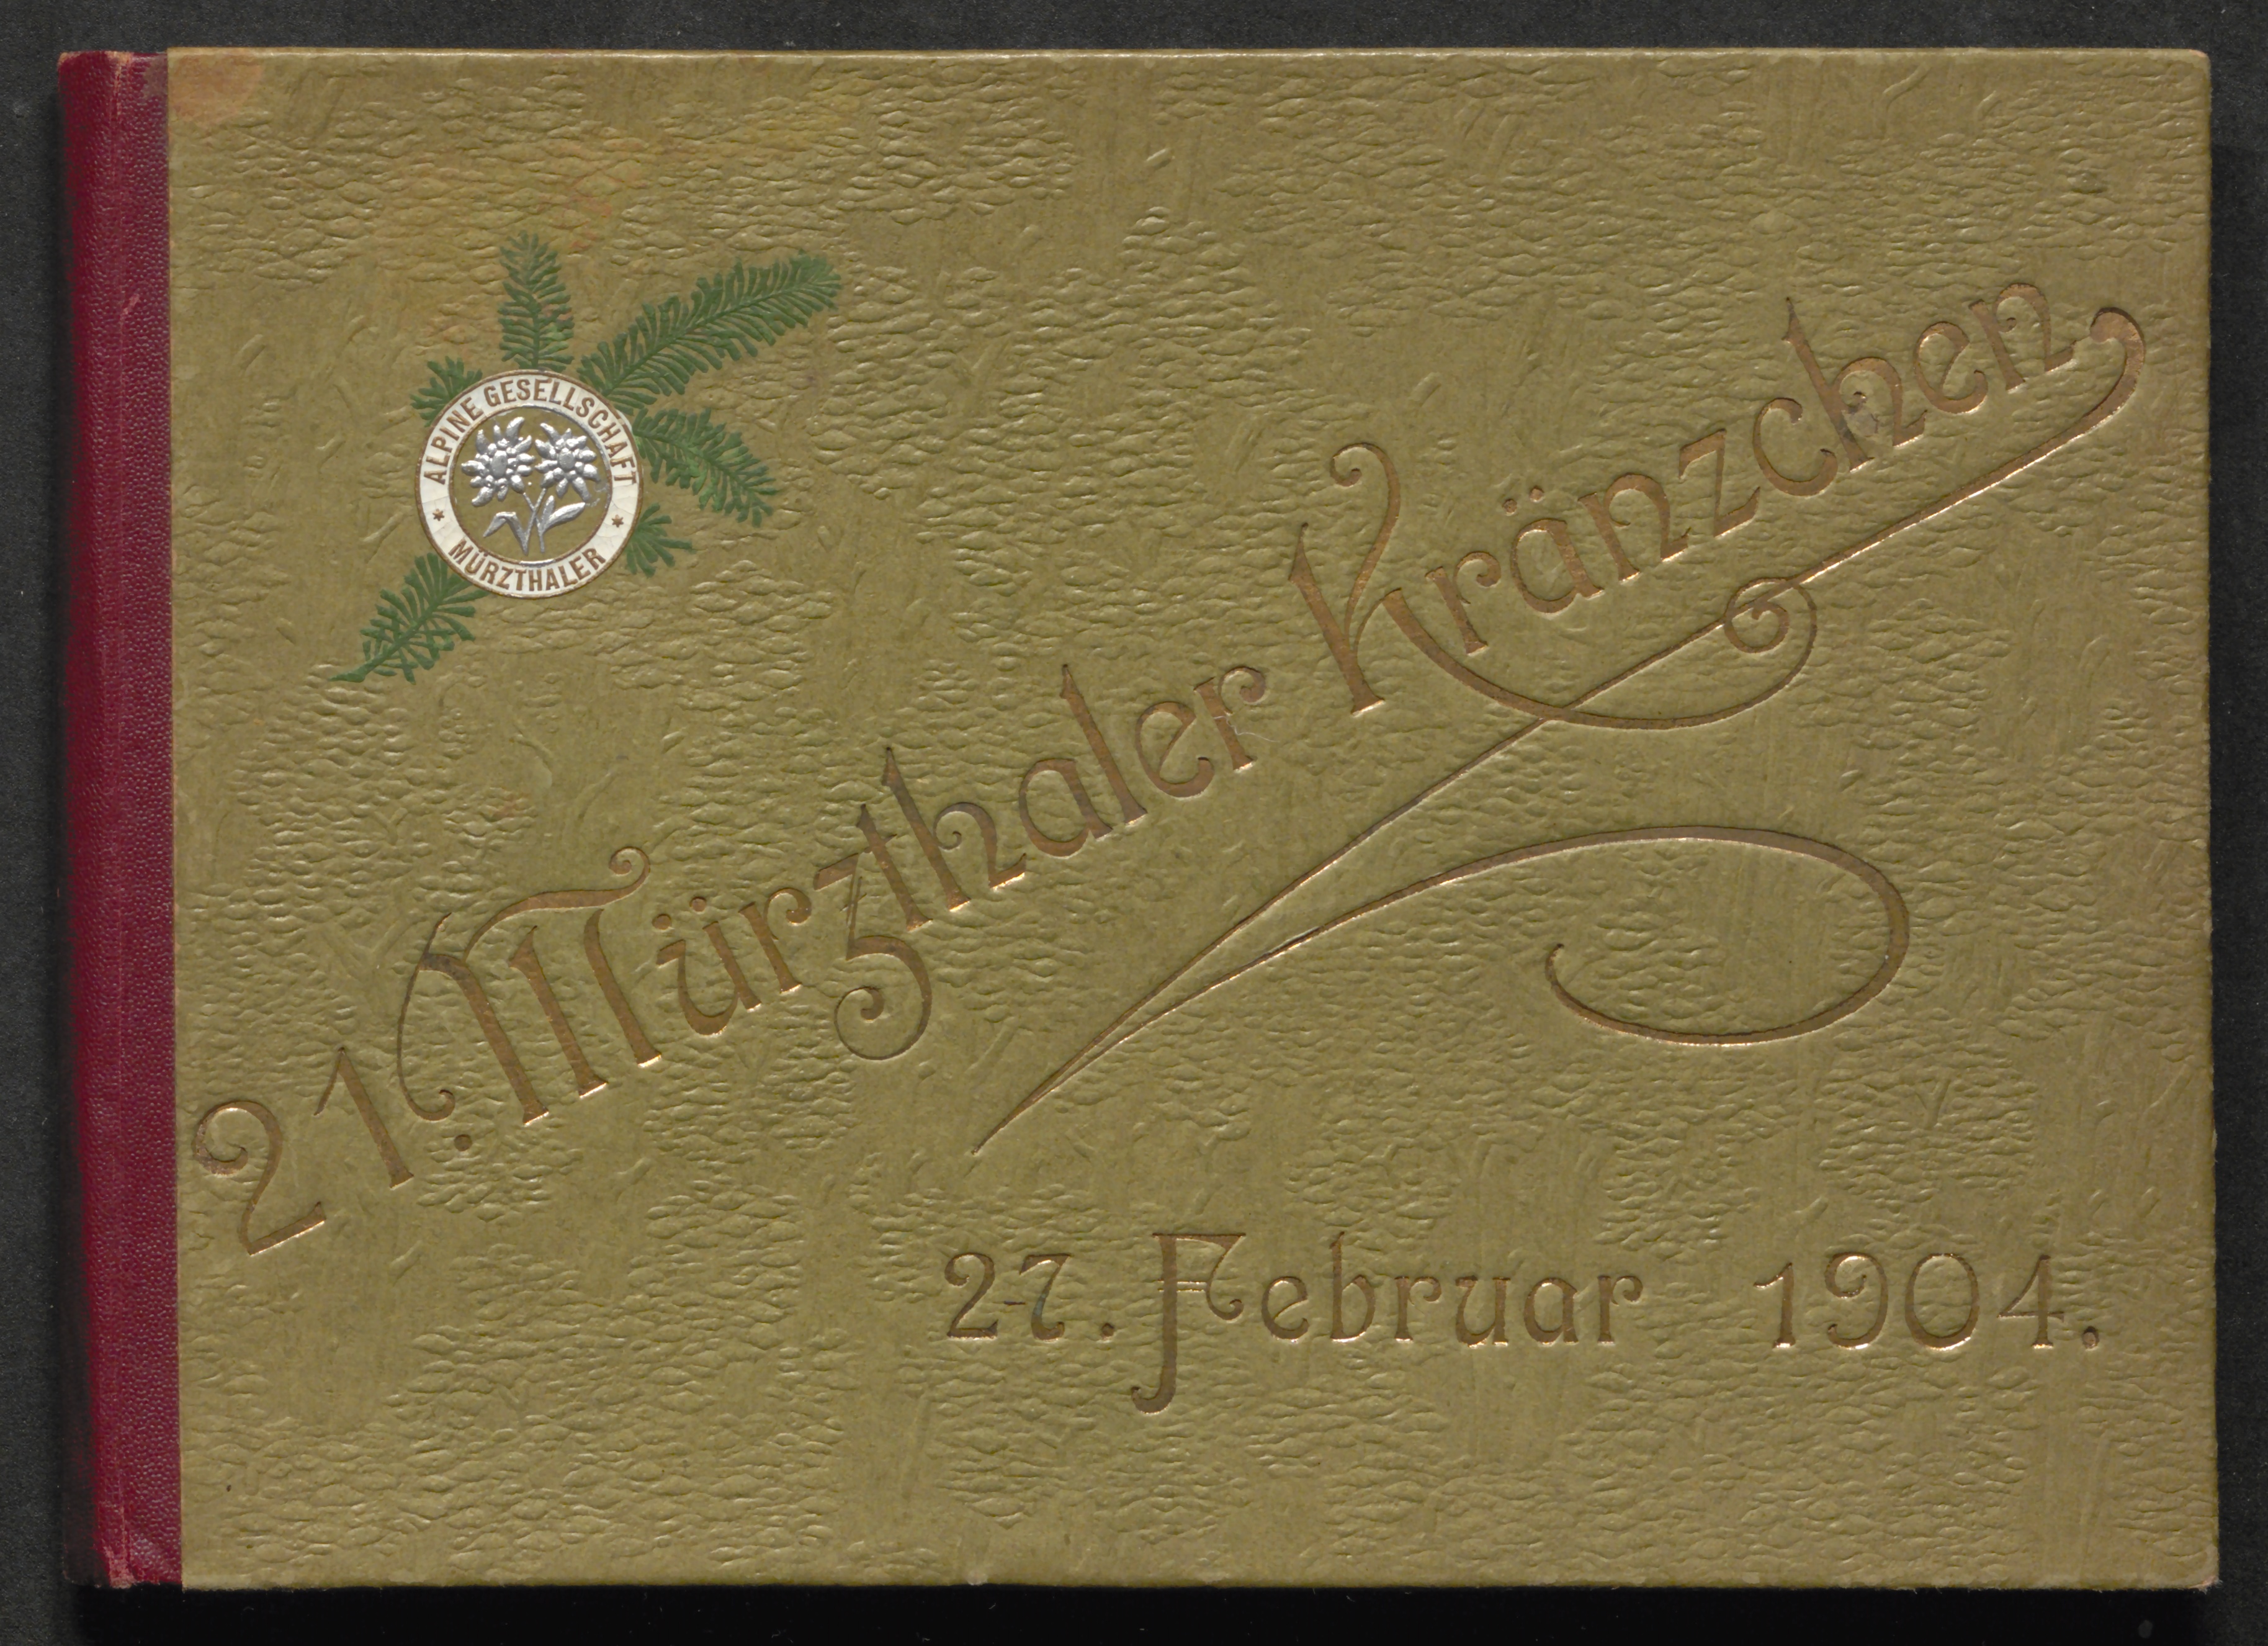 ALPINE GESELLSCHAFT
* MÜRZTHALER *
21. Mürzthaler Kränzchen
27. Februar 1904.